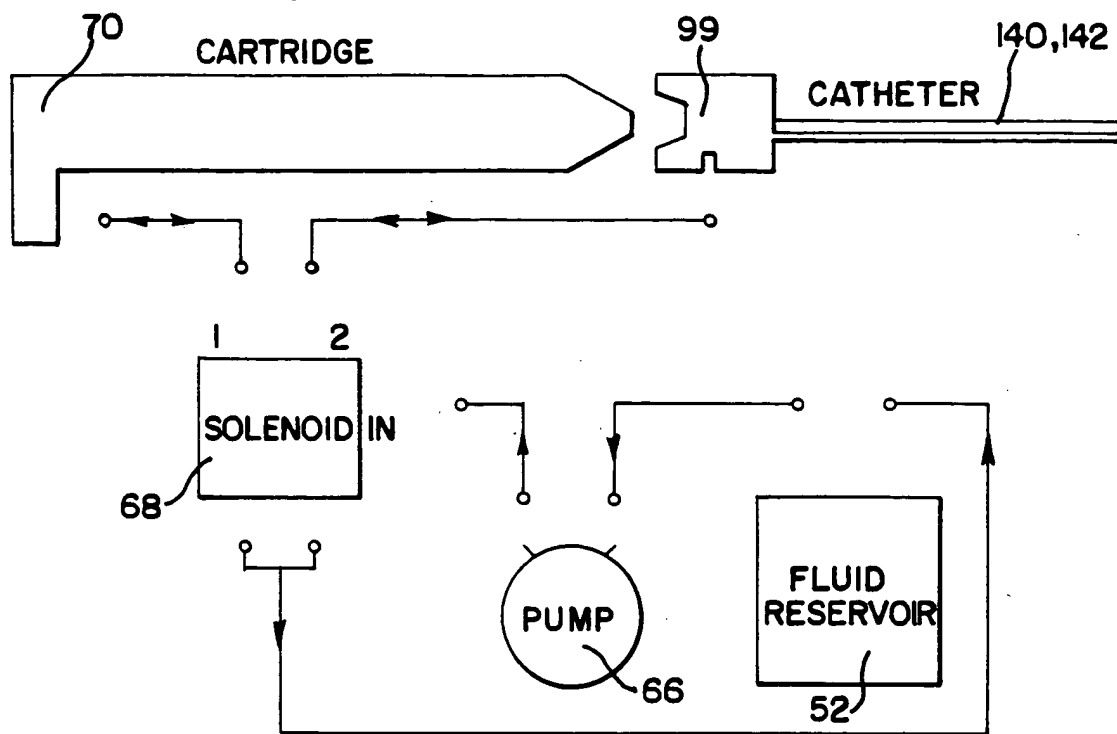 70
CARTRIDGE
99
140,142
CATHETER
1 2
SOLENOID IN
68
PUMP
66
FLUID
RESERVOIR
52